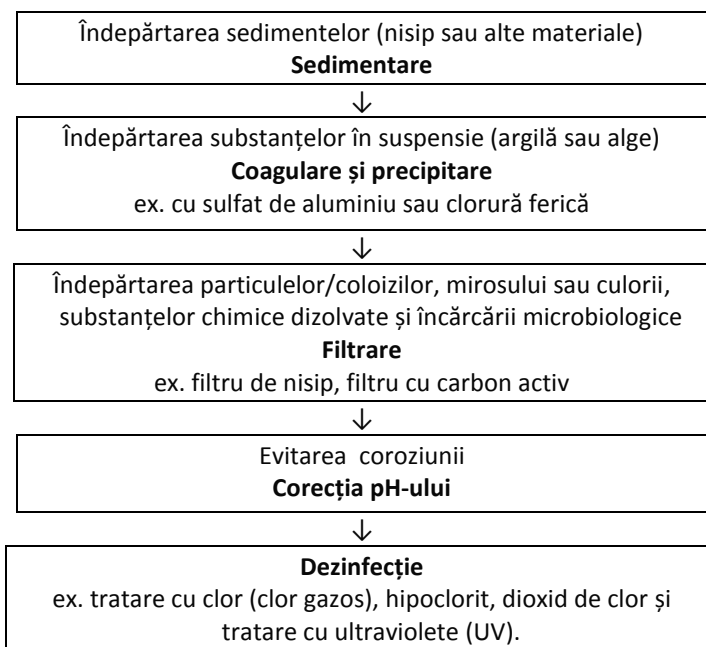 Îndepărtarea sedimentelor (nisip sau alte materiale)
Sedimentare
↓
Îndepărtarea substanțelor în suspensie (argilă sau alge)
Coagulare și precipitare
ex. cu sulfat de aluminiu sau clorură ferică
↓
Îndepărtarea particulelor/coloizilor, mirosului sau culorii,
substanțelor chimice dizolvate și încărcării microbiologice
Filtrare
ex. filtru de nisip, filtru cu carbon activ
↓
Evitarea coroziunii
Corecția pH-ului
↓
Dezinfecție
ex. tratare cu clor (clor gazos), hipoclorit, dioxid de clor și
tratare cu ultraviolete (UV).